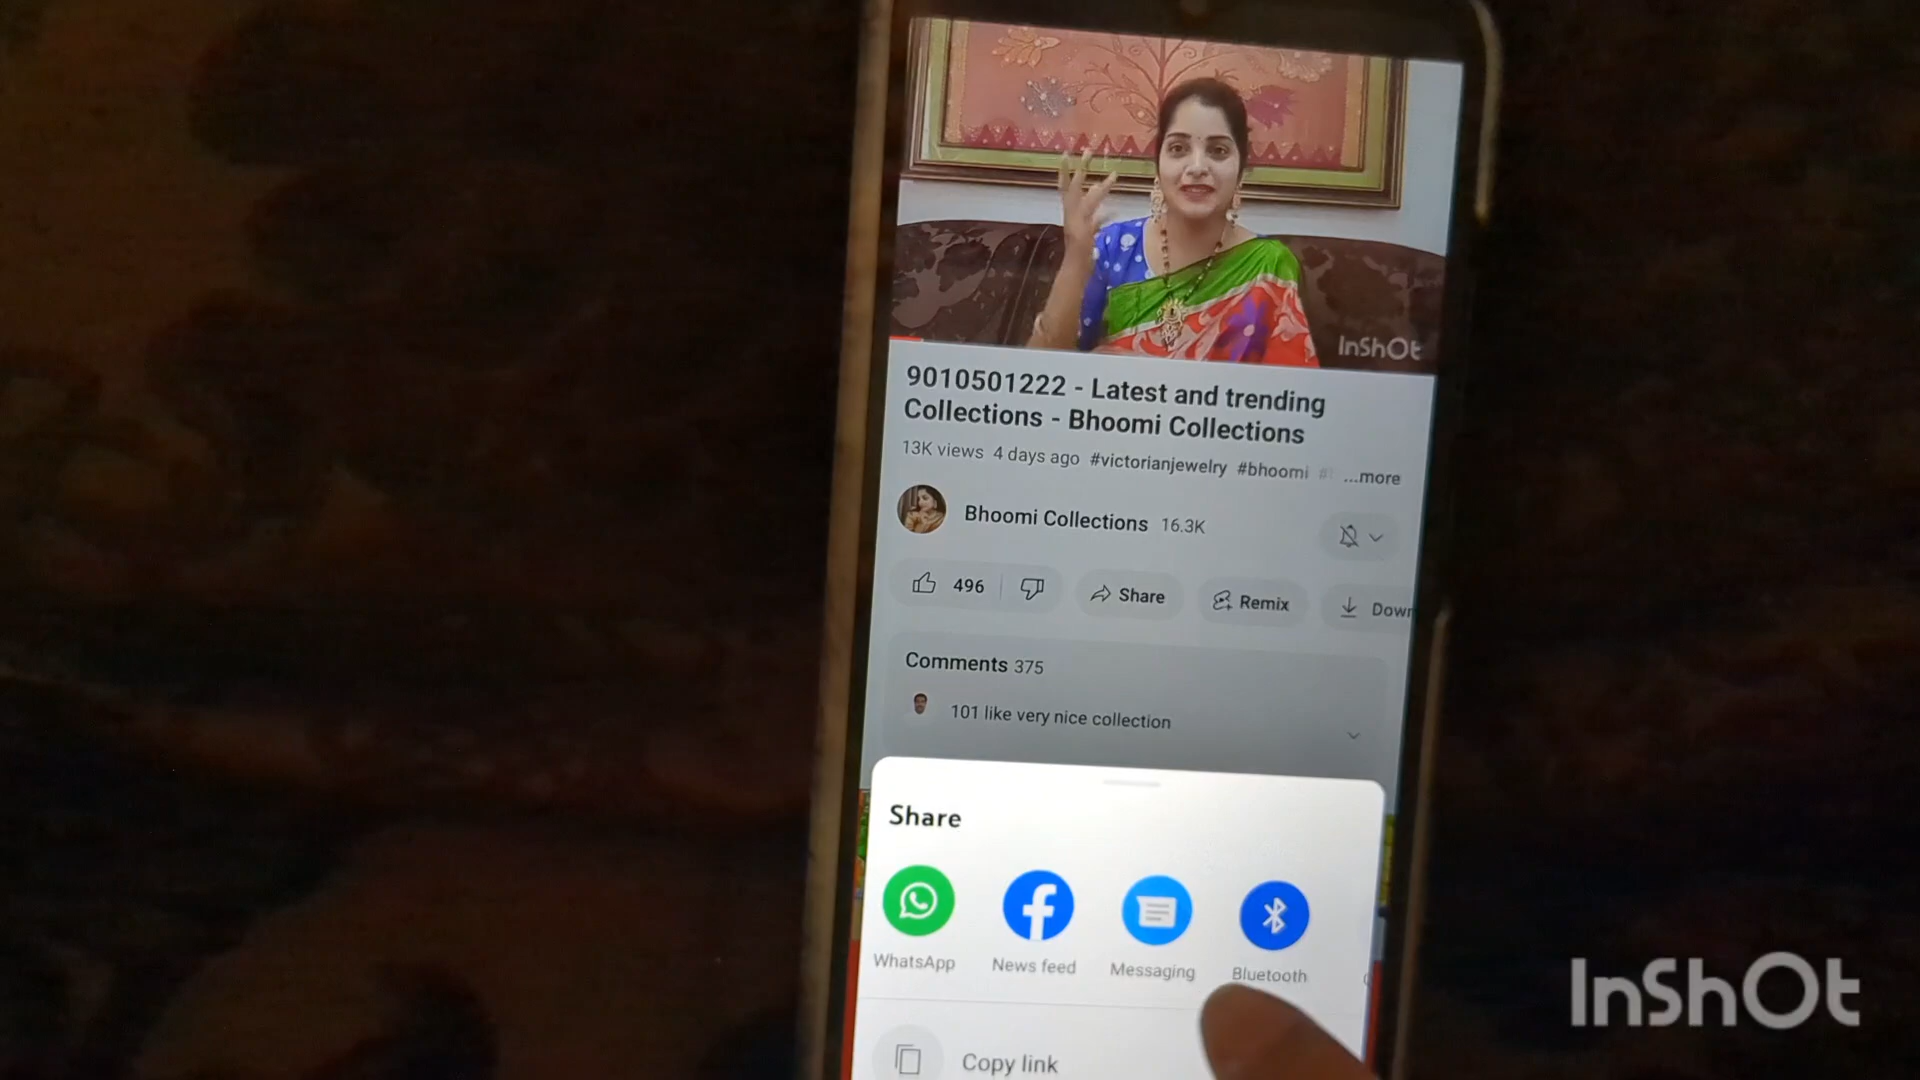 InShOt
9010501222 - Latest and trending
Collections - Bhoomi Collections
13K views 4 days ago #victorianjewelry #bhoomi ...more
Bhoomi Collections 16.3K
496 Share Remix Down
Comments 375
101 like very nice collection
Share
WhatsApp News feed Messaging Bluetooth
Copy link
InShOt